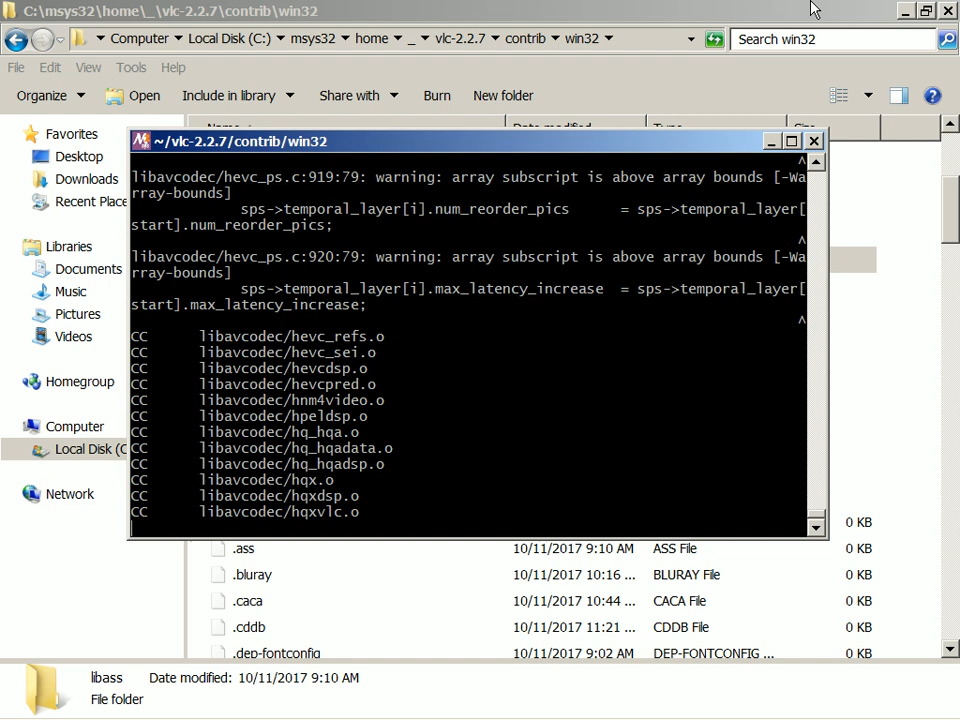 C:\msys32\home\_\vlc-2.2.7\contrib\win32
Computer Local Disk (C:) msys32 home _ vlc-2.2.7 contrib win32 Search win32
File Edit View Tools Help
Organize Open Include in library Share with Burn New folder
Name Date modified Type Size
Favorites
Desktop
Downloads
Recent Place
Libraries
Documents
Music
Pictures
Videos
Homegroup
Computer
Local Disk (C
Network
~/vlc-2.2.7/contrib/win32
^
libavcodec/hevc_ps.c:919:79: warning: array subscript is above array bounds [-Wa
rray-bounds]
sps->temporal_layer[i].num_reorder_pics = sps->temporal_layer[
start].num_reorder_pics;
^
libavcodec/hevc_ps.c:920:79: warning: array subscript is above array bounds [-Wa
rray-bounds]
sps->temporal_layer[i].max_latency_increase = sps->temporal_layer[
start].max_latency_increase;
^
CC libavcodec/hevc_refs.o
CC libavcodec/hevc_sei.o
CC libavcodec/hevcdsp.o
CC libavcodec/hevcpred.o
CC libavcodec/hnm4video.o
CC libavcodec/hpeldsp.o
CC libavcodec/hq_hqa.o
CC libavcodec/hq_hqadata.o
CC libavcodec/hq_hqadsp.o
CC libavcodec/hqx.o
CC libavcodec/hqxdsp.o
CC libavcodec/hqxvlc.o
0 KB
.ass 10/11/2017 9:10 AM ASS File 0 KB
.bluray 10/11/2017 10:16 ... BLURAY File 0 KB
.caca 10/11/2017 10:44 ... CACA File 0 KB
.cddb 10/11/2017 11:21 ... CDDB File 0 KB
.dep-fontconfig 10/11/2017 9:02 AM DEP-FONTCONFIG ... 0 KB
libass Date modified: 10/11/2017 9:10 AM
File folder